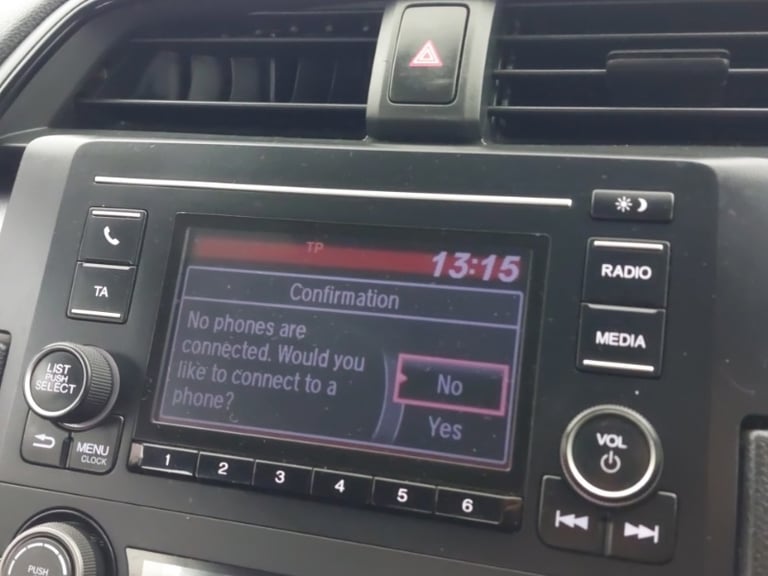 TP
13:15
Confirmation
No phones are
connected. Would you
like to connect to a
phone?
No
Yes
TA
LIST
PUSH
SELECT
MENU
CLOCK
1 2 3 4 5 6
RADIO
MEDIA
VOL
PUSH